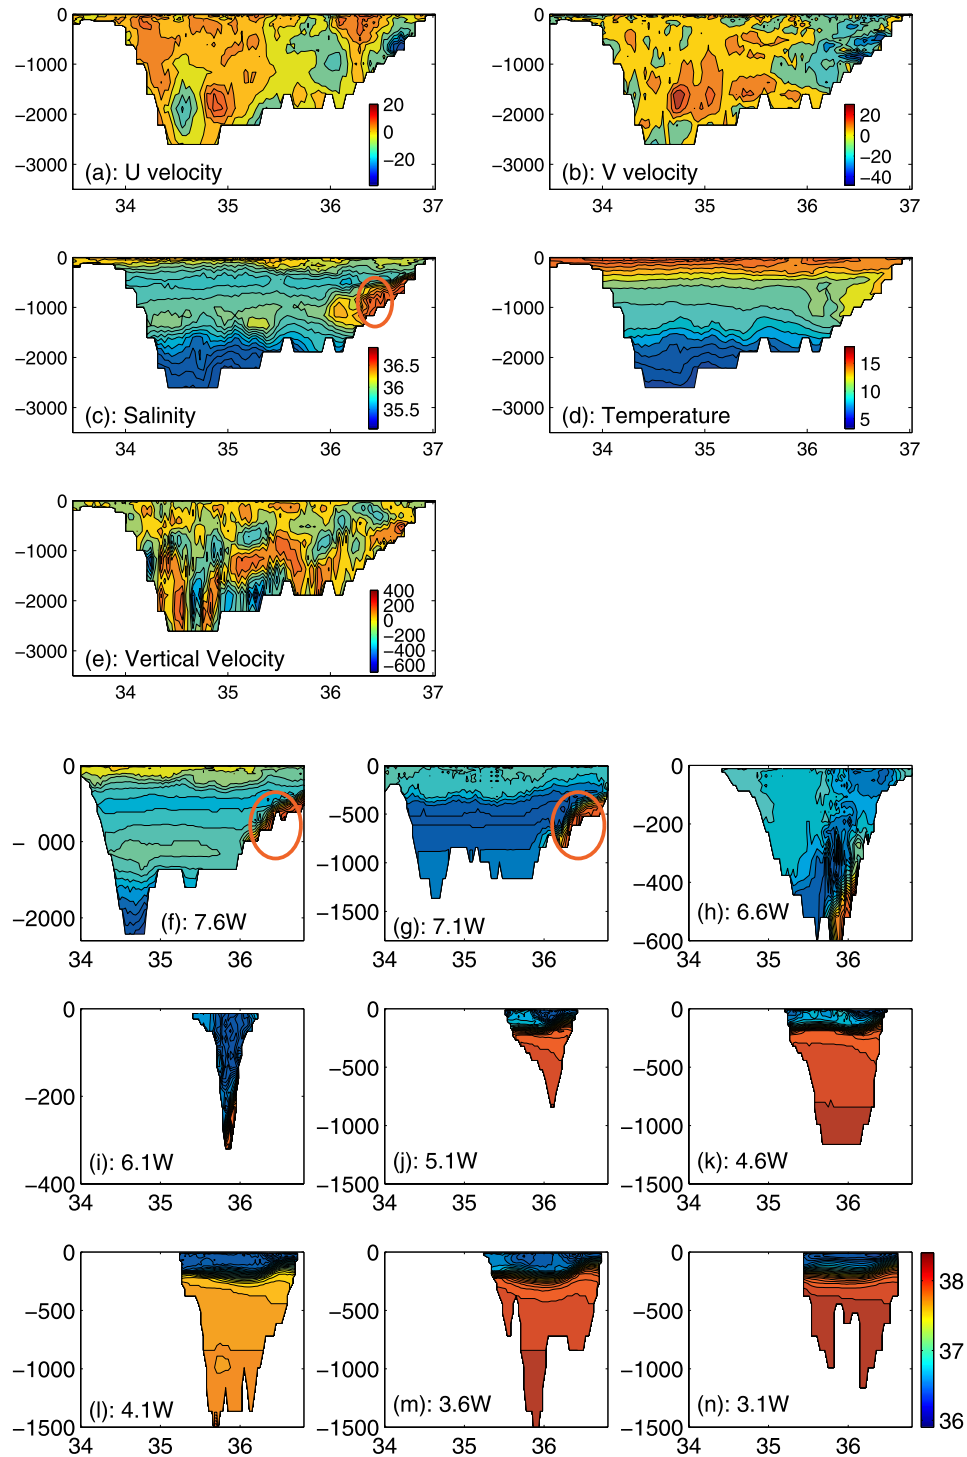 0
−1000
−2000
−3000
20
0
−20
(a): U velocity
34 35 36 37
0
−1000
−2000
−3000
20
0
−20
−40
(b): V velocity
34 35 36 37
0
−1000
−2000
−3000
36.5
36
35.5
(c): Salinity
34 35 36 37
0
−1000
−2000
−3000
15
10
5
(d): Temperature
34 35 36 37
0
−1000
−2000
−3000
400
200
0
−200
−400
−600
(e): Vertical Velocity
34 35 36 37
0
− 000
−2000
(f): 7.6W
34 35 36
0
−500
−1000
−1500
(g): 7.1W
34 35 36
0
−200
−400
−600
(h): 6.6W
34 35 36
0
−200
−400
(i): 6.1W
34 35 36
0
−500
−1000
−1500
(j): 5.1W
34 35 36
0
−500
−1000
−1500
(k): 4.6W
34 35 36
0
−500
−1000
−1500
(l): 4.1W
34 35 36
0
−500
−1000
−1500
(m): 3.6W
34 35 36
0
−500
−1000
−1500
(n): 3.1W
34 35 36
38
37
36